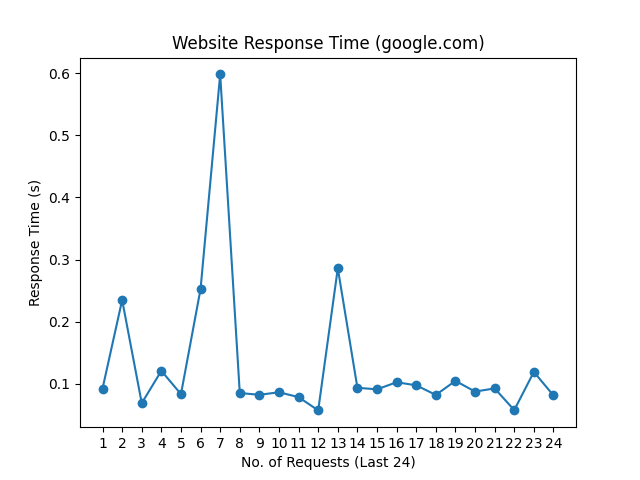 Website Response Time (google.com)
0.6
0.5
0.4
0.3
0.2
0.1
Response Time (s)
1 2 3 4 5 6 7 8 9 10 11 12 13 14 15 16 17 18 19 20 21 22 23 24
No. of Requests (Last 24)